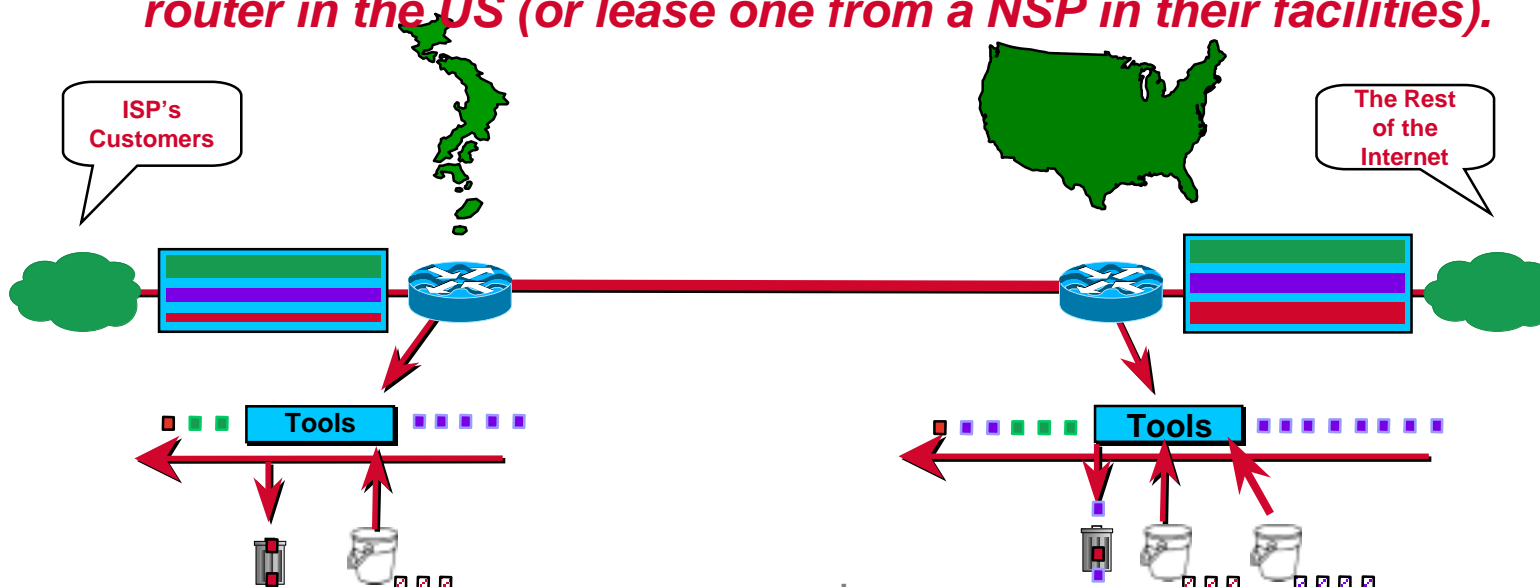 router in the US (or lease one from a NSP in their facilities).
ISP's
Customers
The Rest
of the
Internet
Tools
Tools